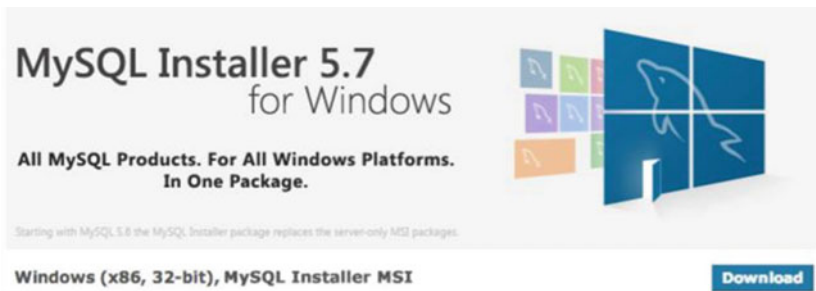 MySQL Installer 5.7
for Windows
All MySQL Products. For All Windows Platforms.
In One Package.
Starting with MySQL 5.6 the MySQL Installer package replaces the server-only MSI packages.
Windows (x86, 32-bit), MySQL Installer MSI
Download